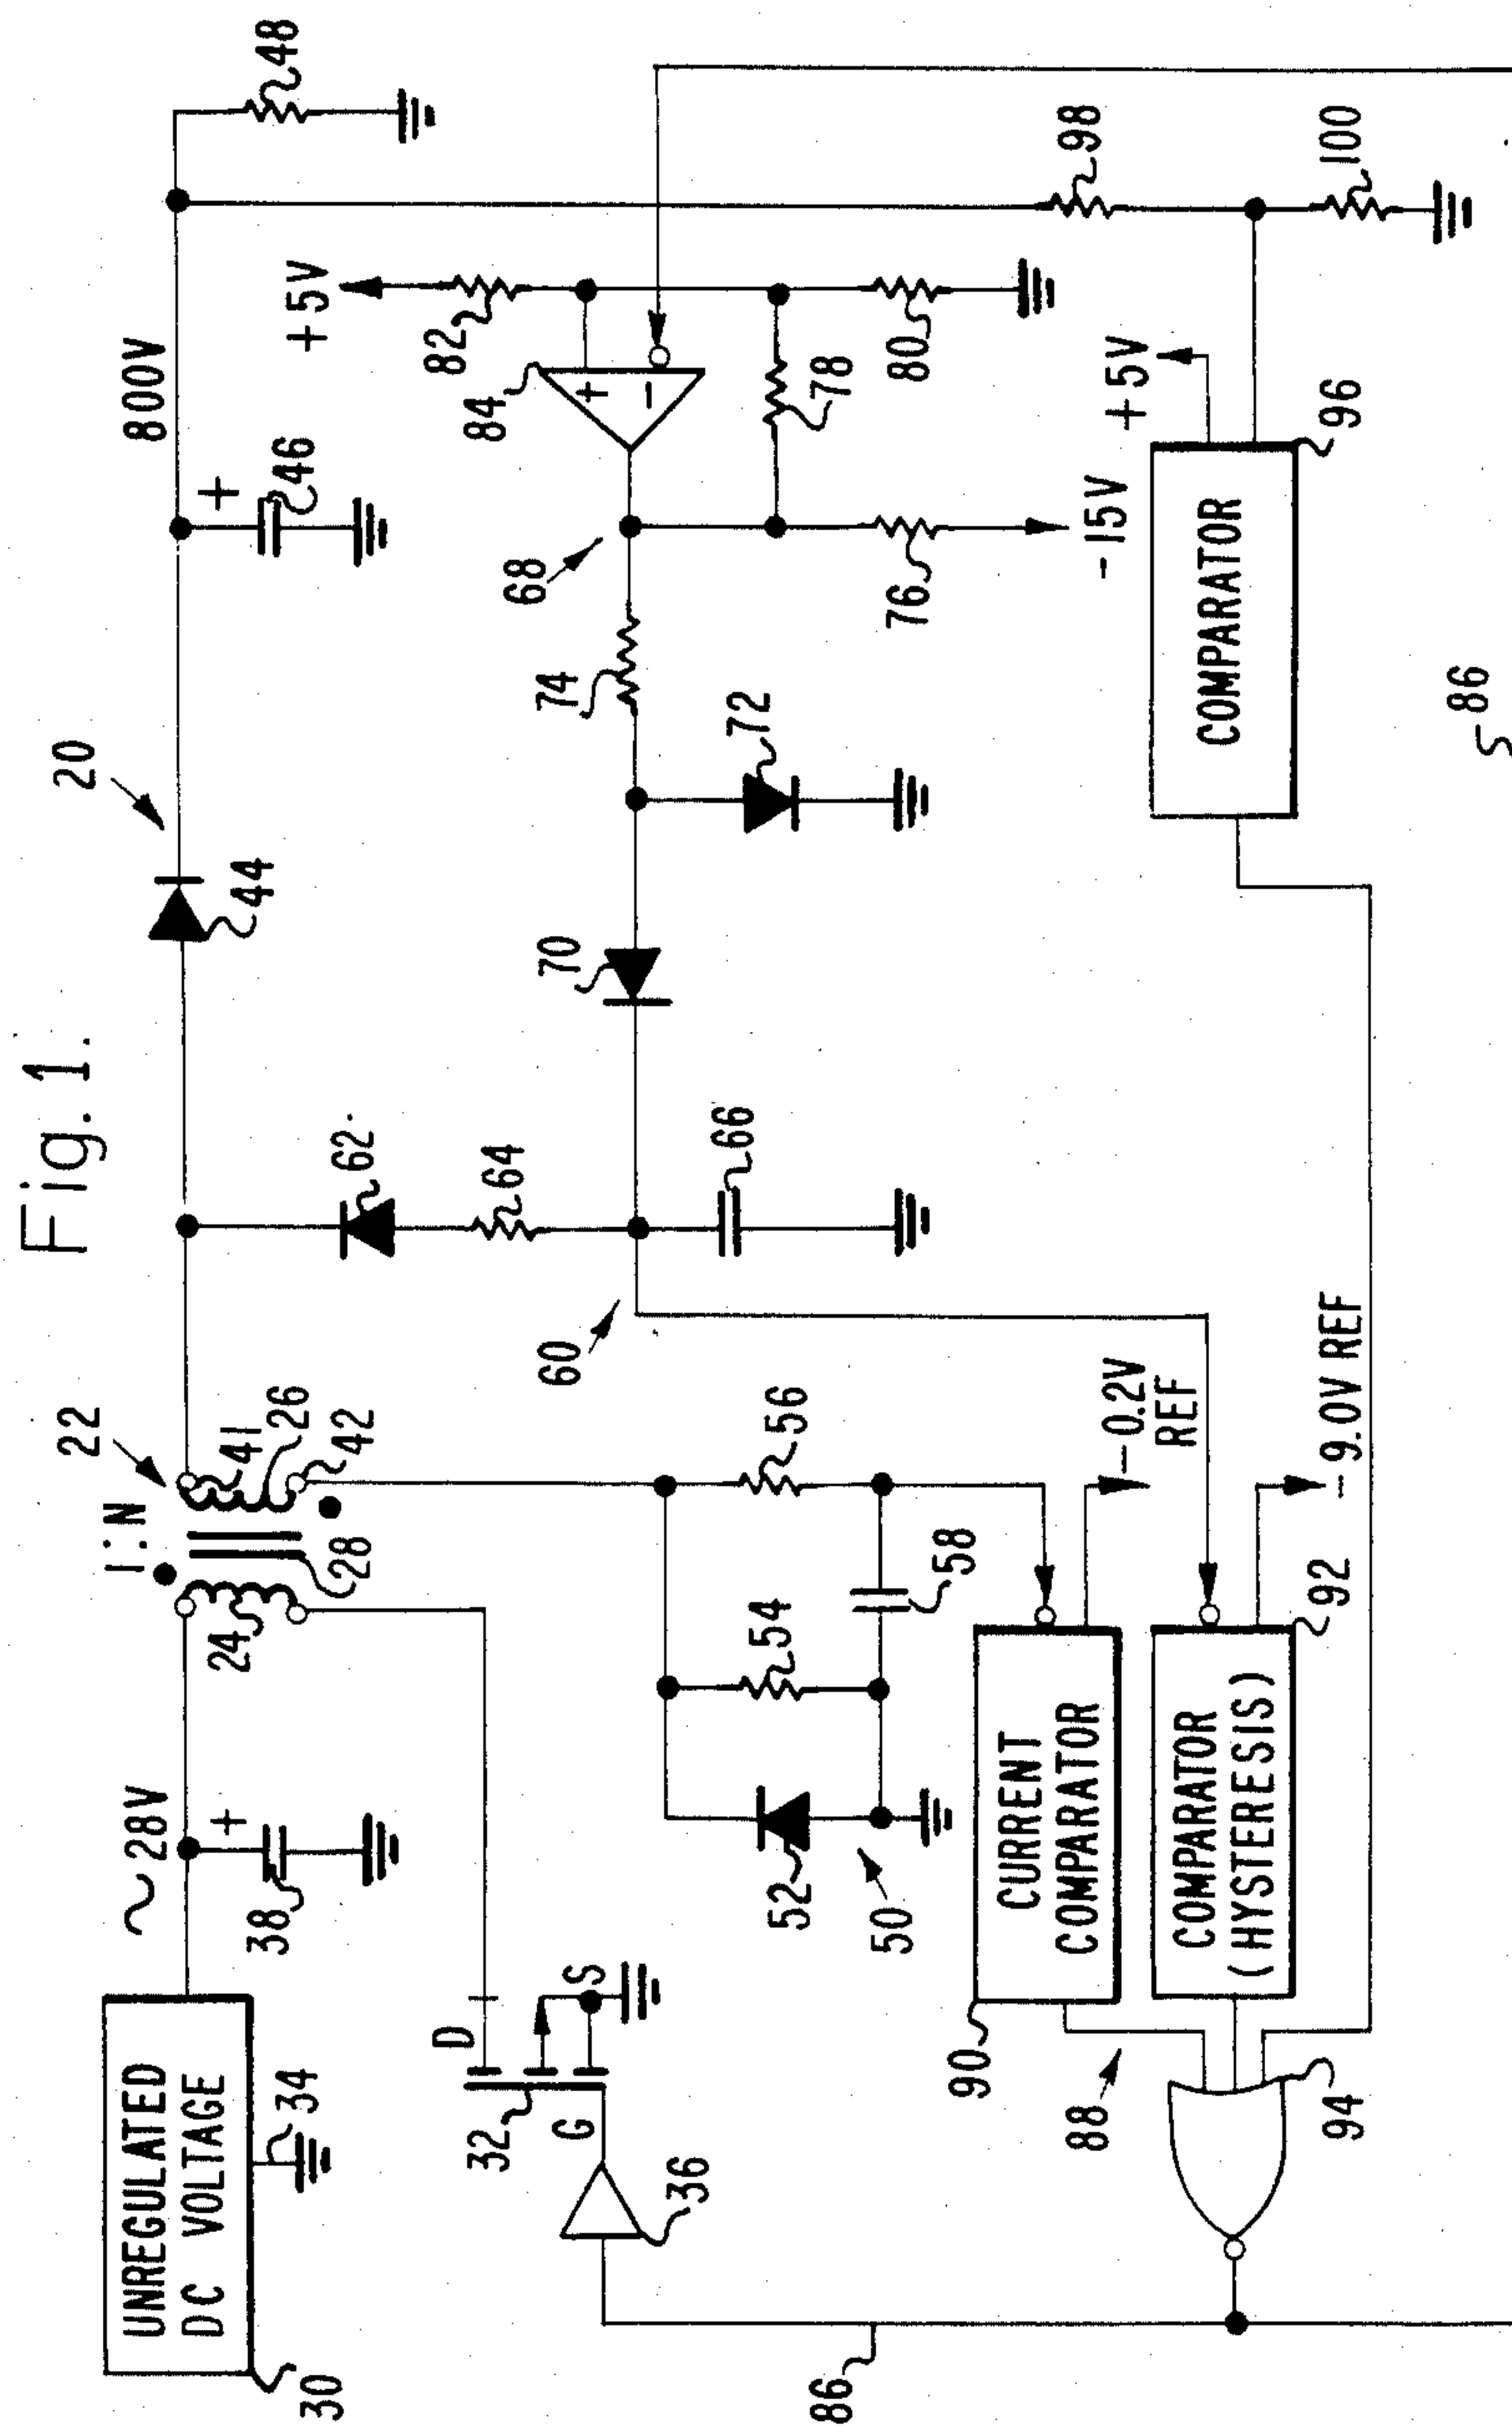 Fig. 1.
20
22
1:N
28V
800V
UNREGULATED
DC VOLTAGE
30
34
38
+
24
28
41
26
42
44
+
46
48
62
64
66
60
70
72
74
68
84
+
-
82
+5V
78
80
76
-15V
98
100
D
S
G
32
36
52
50
54
56
58
86
88
90
CURRENT
COMPARATOR
-0.2V
REF
COMPARATOR
(HYSTERESIS)
-9.0V REF
92
94
COMPARATOR
+5V
96
86